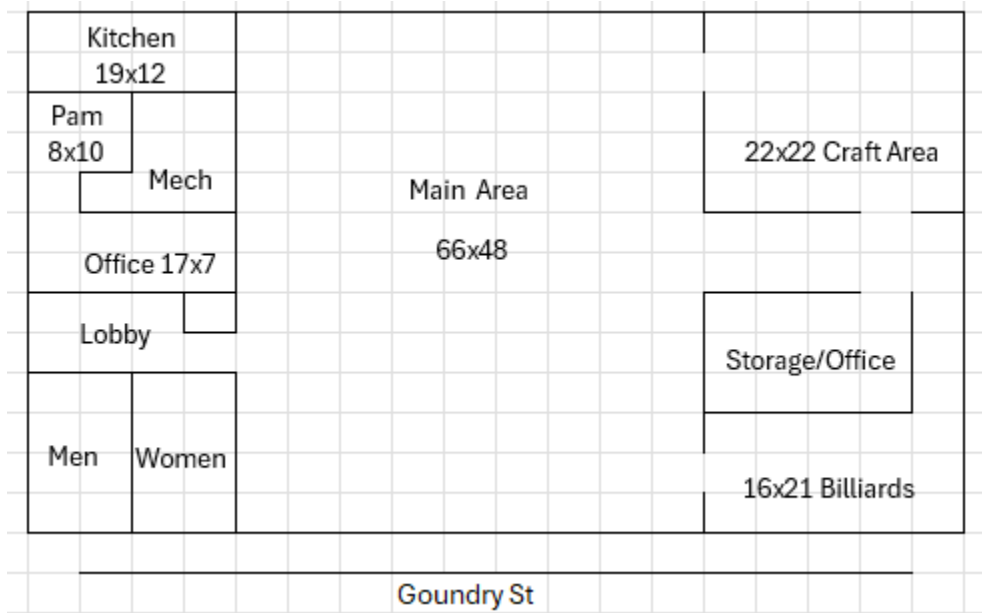 Kitchen
19x12
Pam
8x10
Mech
Office 17x7
Lobby
Men
Women
Main Area
66x48
22x22 Craft Area
Storage/Office
16x21 Billiards
Goundry St